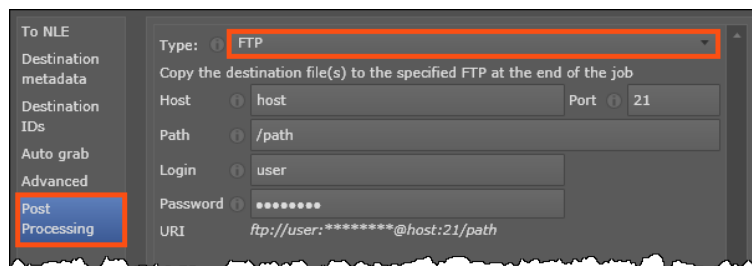 To NLE
Destination
metadata
Destination
IDs
Auto grab
Advanced
Post
Processing
Type: FTP
Copy the destination file(s) to the specified FTP at the end of the job
Host host Port 21
Path /path
Login user
Password ●●●●●●●●
URI ftp://user:********@host:21/path